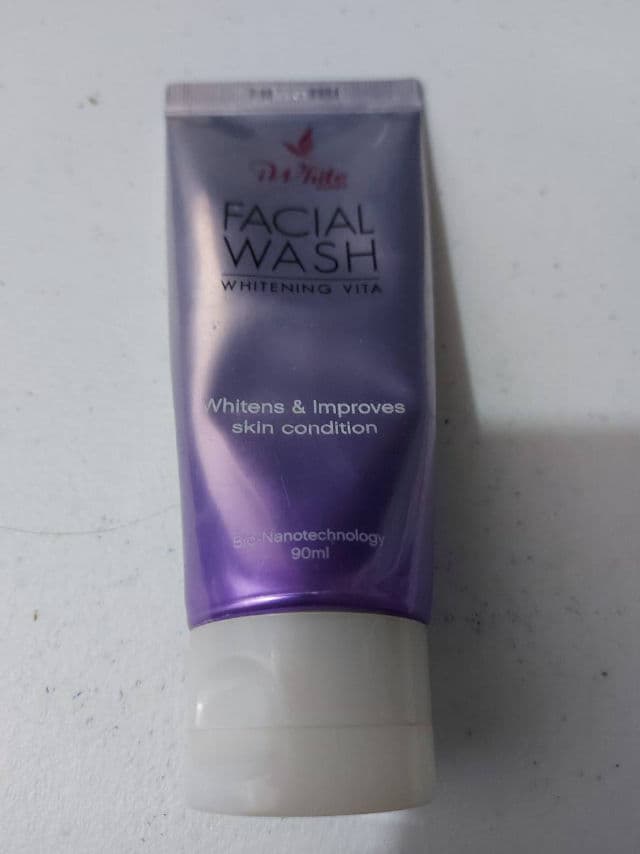 FACIAL
WASH
WHITENING VITA
Whitens & Improves
skin condition
Bio-Nanotechnology
90ml